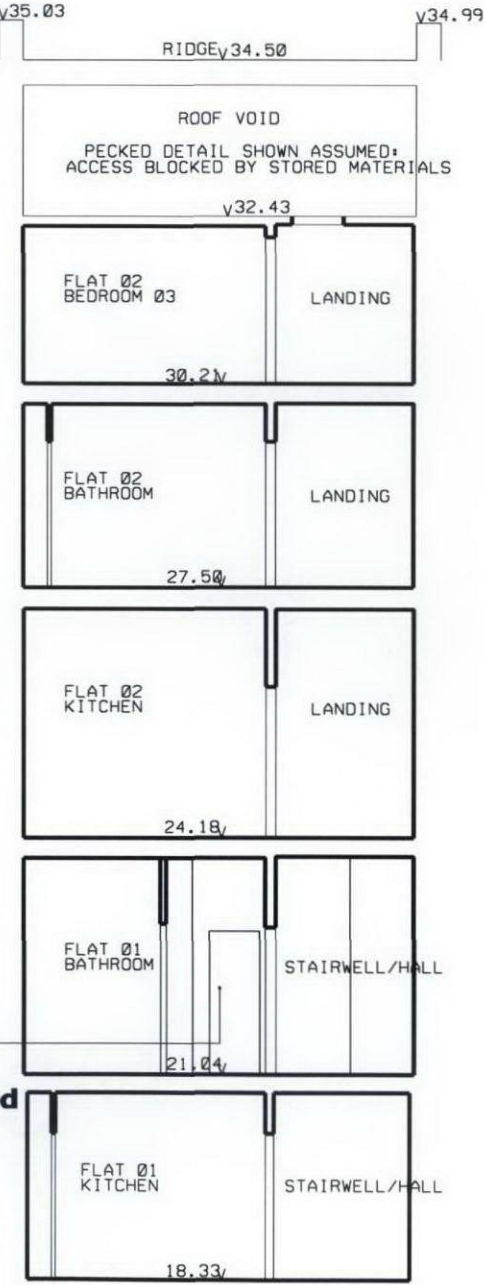 v35.03
v34.99
RIDGEv34.50
ROOF VOID
PECKED DETAIL SHOWN ASSUMED:
ACCESS BLOCKED BY STORED MATERIALS
v32.43
FLAT 02
BEDROOM 03
LANDING
30.21v
FLAT 02
BATHROOM
LANDING
27.50v
FLAT 02
KITCHEN
LANDING
24.18v
FLAT 01
BATHROOM
STAIRWELL/HALL
21.04v
d
FLAT 01
KITCHEN
STAIRWELL/HALL
18.33v